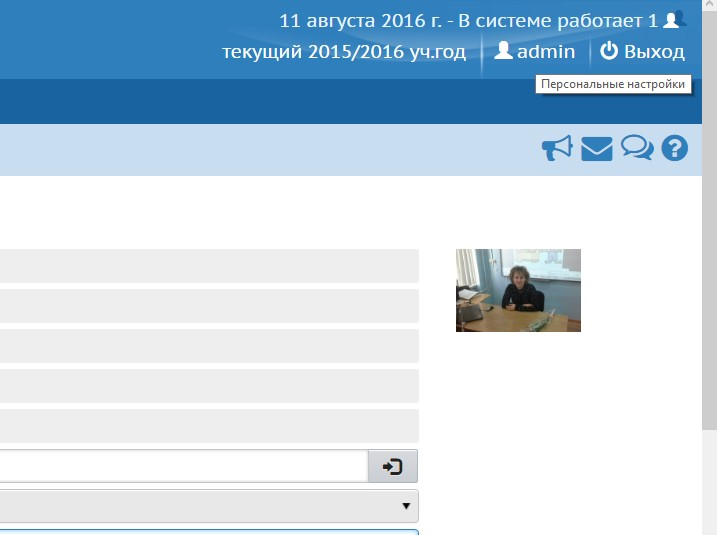 11 августа 2016 г. - В системе работает 1
текущий 2015/2016 уч.год admin Выход
Персональные настройки